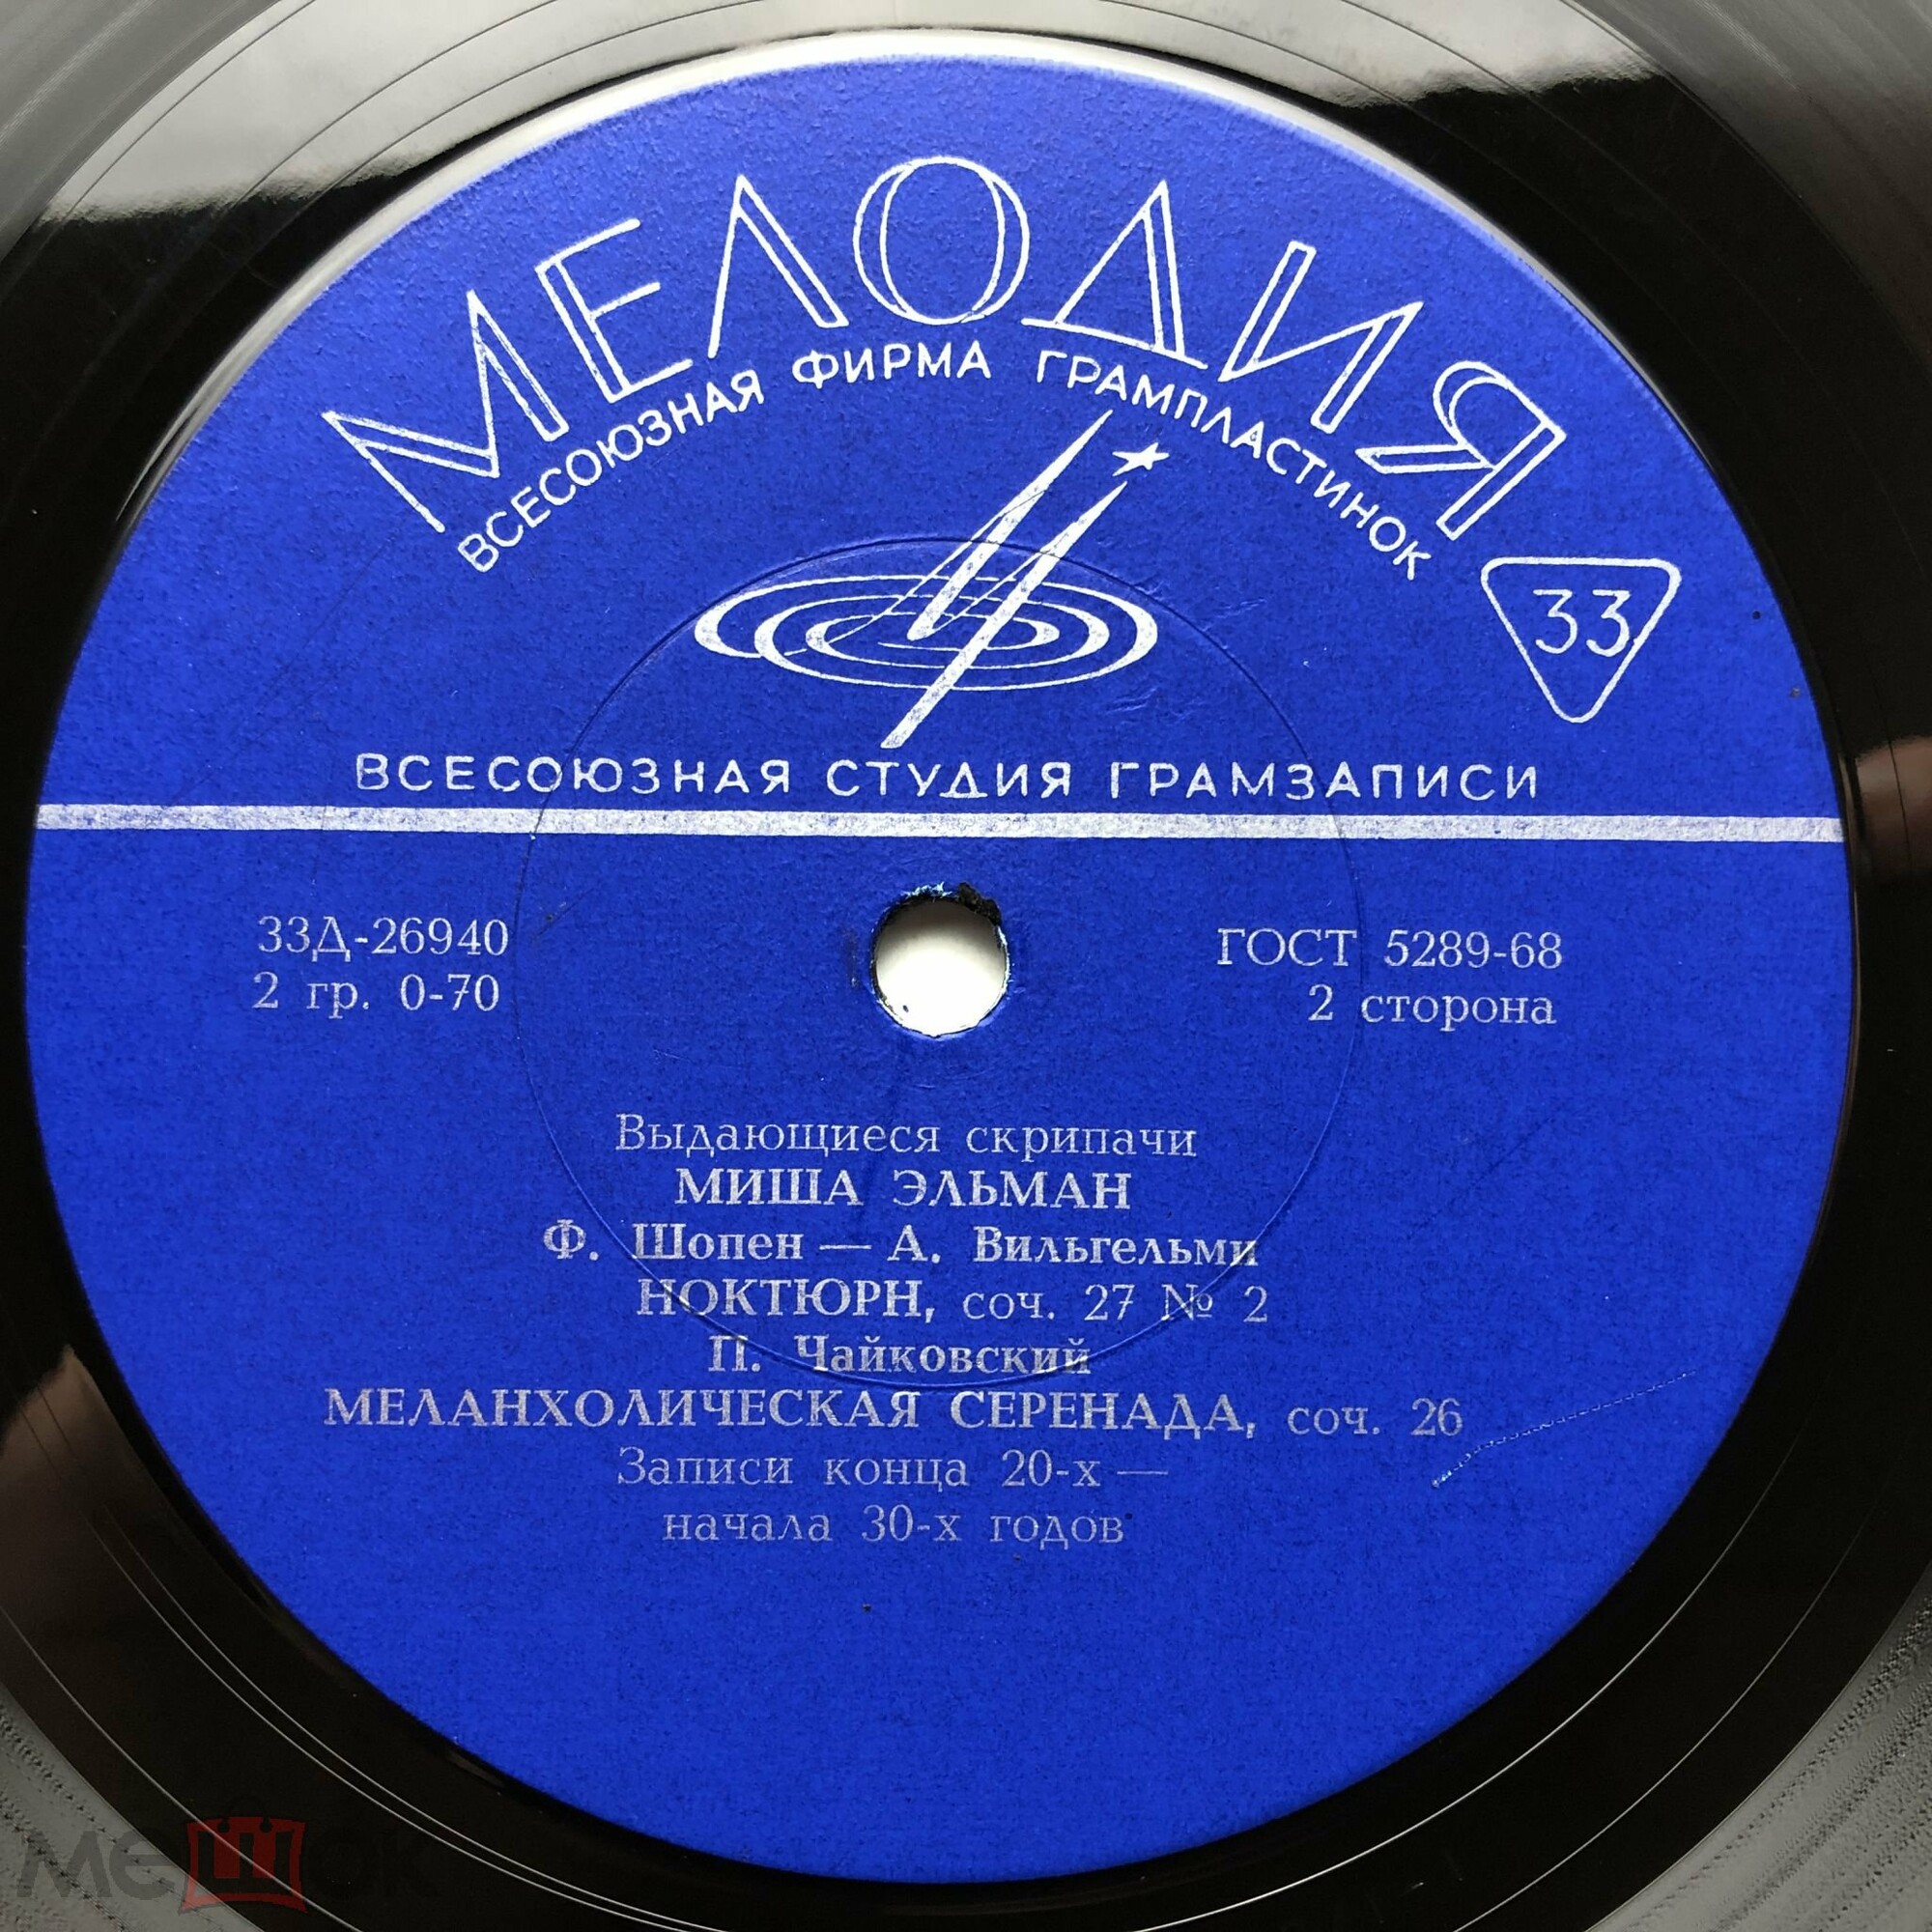 МЕЛОДИЯ
ВСЕСОЮЗНАЯ ФИРМА ГРАМПЛАСТИНОК
33
ВСЕСОЮЗНАЯ СТУДИЯ ГРАМЗАПИСИ
33Д-26940
2 гр. 0-70
ГОСТ 5289-68
2 сторона
Выдающиеся скрипачи
МИША ЭЛЬМАН
Ф. Шопен — А. Вильгельми
НОКТЮРН, соч. 27 № 2
П. Чайковский
МЕЛАНХОЛИЧЕСКАЯ СЕРЕНАДА, соч. 26
Записи конца 20-х —
начала 30-х годов
мешок